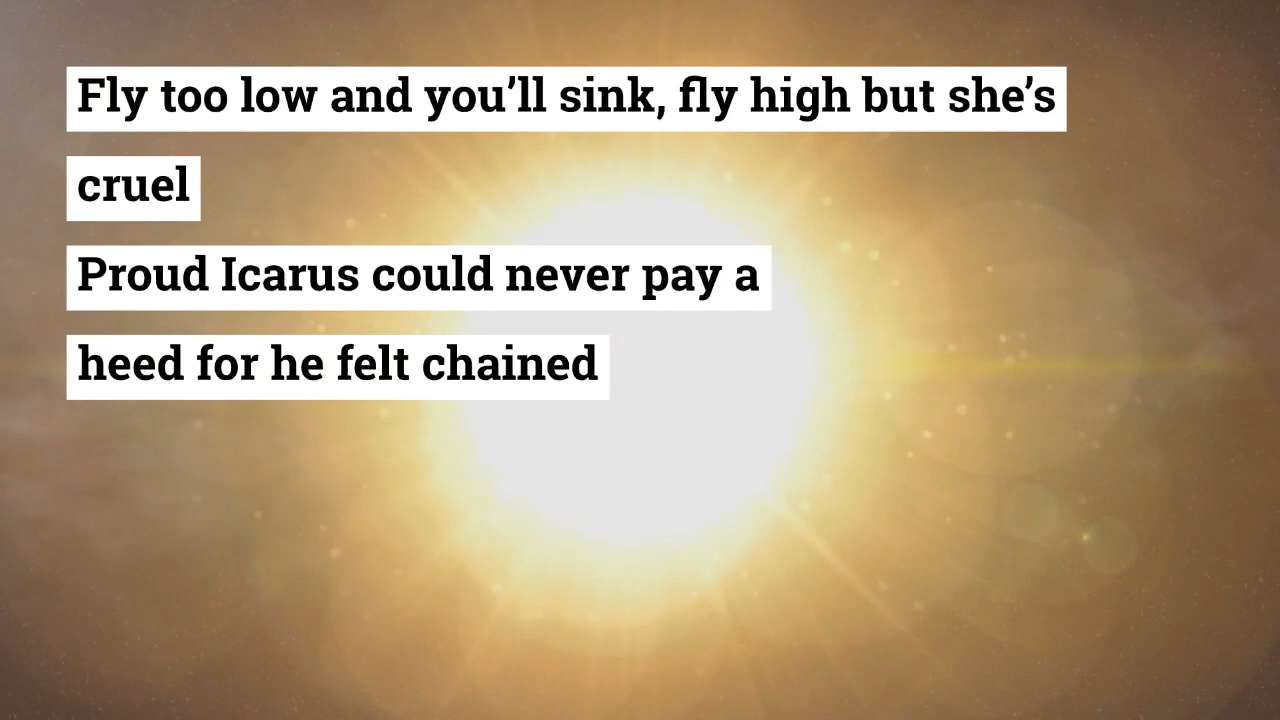 Fly too low and you’ll sink, fly high but she’s
cruel
Proud Icarus could never pay a
heed for he felt chained